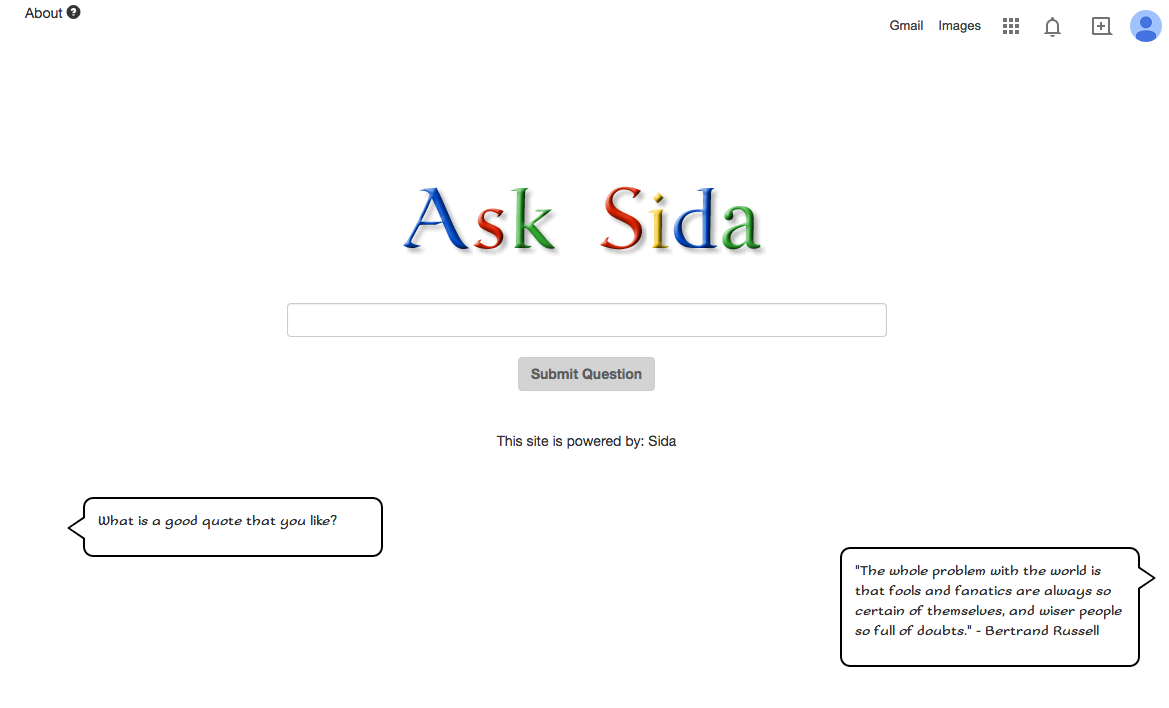 About ?
Gmail Images
Ask Sida
Submit Question
This site is powered by: Sida
What is a good quote that you like?
"The whole problem with the world is
that fools and fanatics are always so
certain of themselves, and wiser people
so full of doubts." - Bertrand Russell